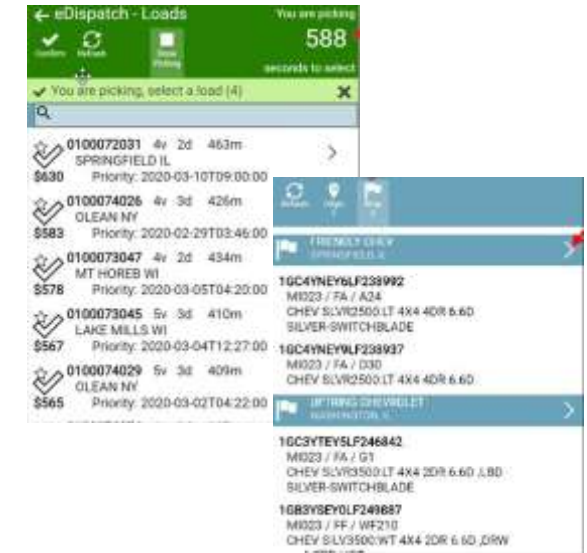 ← eDispatch - Loads
You are picking
588
Confirm
Refresh
Stop
Picking
seconds to select
You are picking, select a load (4)
0100072031 4v 2d 463m
SPRINGFIELD IL
$630 Priority: 2020-03-10T09:00:00
0100074026 4v 3d 426m
OLEAN NY
$583 Priority: 2020-02-29T03:46:00
0100073047 4v 2d 434m
MT HOREB WI
$578 Priority: 2020-03-05T04:20:00
0100073045 5v 3d 410m
LAKE MILLS WI
$567 Priority: 2020-03-04T12:27:00
0100074029 5v 3d 409m
OLEAN NY
$565 Priority: 2020-03-02T04:22:00
Refresh
FRIENDLY CHEV
SPRINGFIELD, IL
1GC4YNEY6LF238992
MI023 / FA / A24
CHEV SLVR2500:LT 4X4 4DR 6.6D
SILVER-SWITCHBLADE
1GC4YNEY9LF238937
MI023 / FA / D30
CHEV SLVR2500:LT 4X4 4DR 6.6D
UFTRING CHEVROLET
WASHINGTON, IL
1GC3YTEY5LF246842
MI023 / FA / G1
CHEV SLVR3500:LT 4X4 2DR 6.6D ,LBD
SILVER-SWITCHBLADE
1GB3YSEY0LF249887
MI023 / FF / WF210
CHEV SILV3500:WT 4X4 2DR 6.6D ,DRW